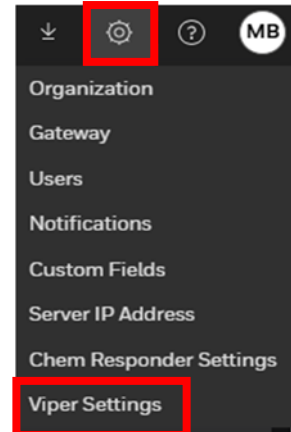 MB
Organization
Gateway
Users
Notifications
Custom Fields
Server IP Address
Chem Responder Settings
Viper Settings